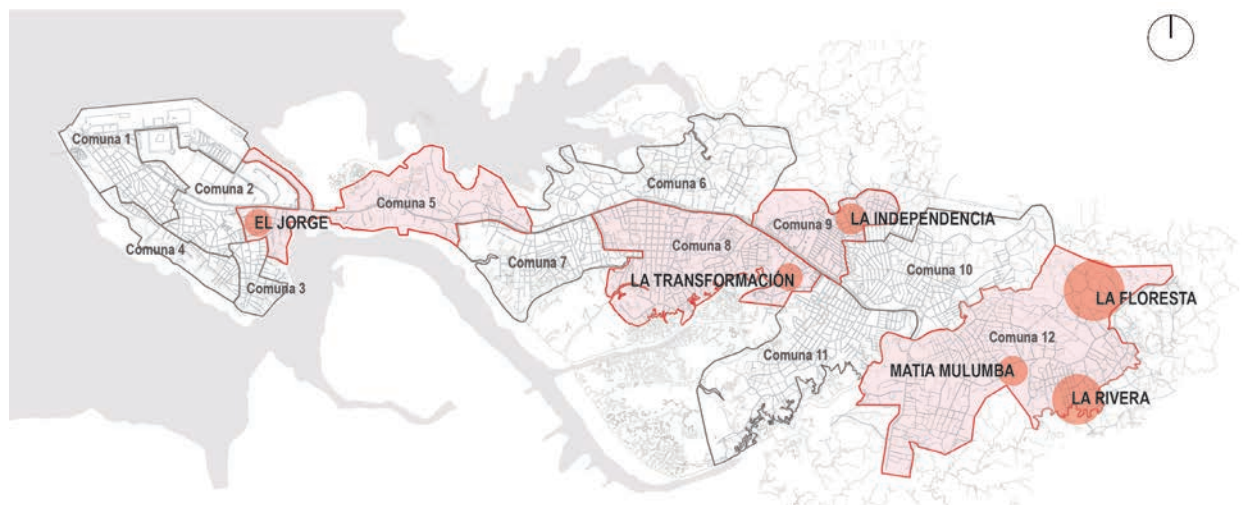 Comuna 1
Comuna 2
EL JORGE
Comuna 4
Comuna 3
Comuna 5
Comuna 6
Comuna 7
Comuna 8
LA TRANSFORMACIÓN
Comuna 9
LA INDEPENDENCIA
Comuna 10
Comuna 11
LA FLORESTA
Comuna 12
MATIA MULUMBA
LA RIVERA